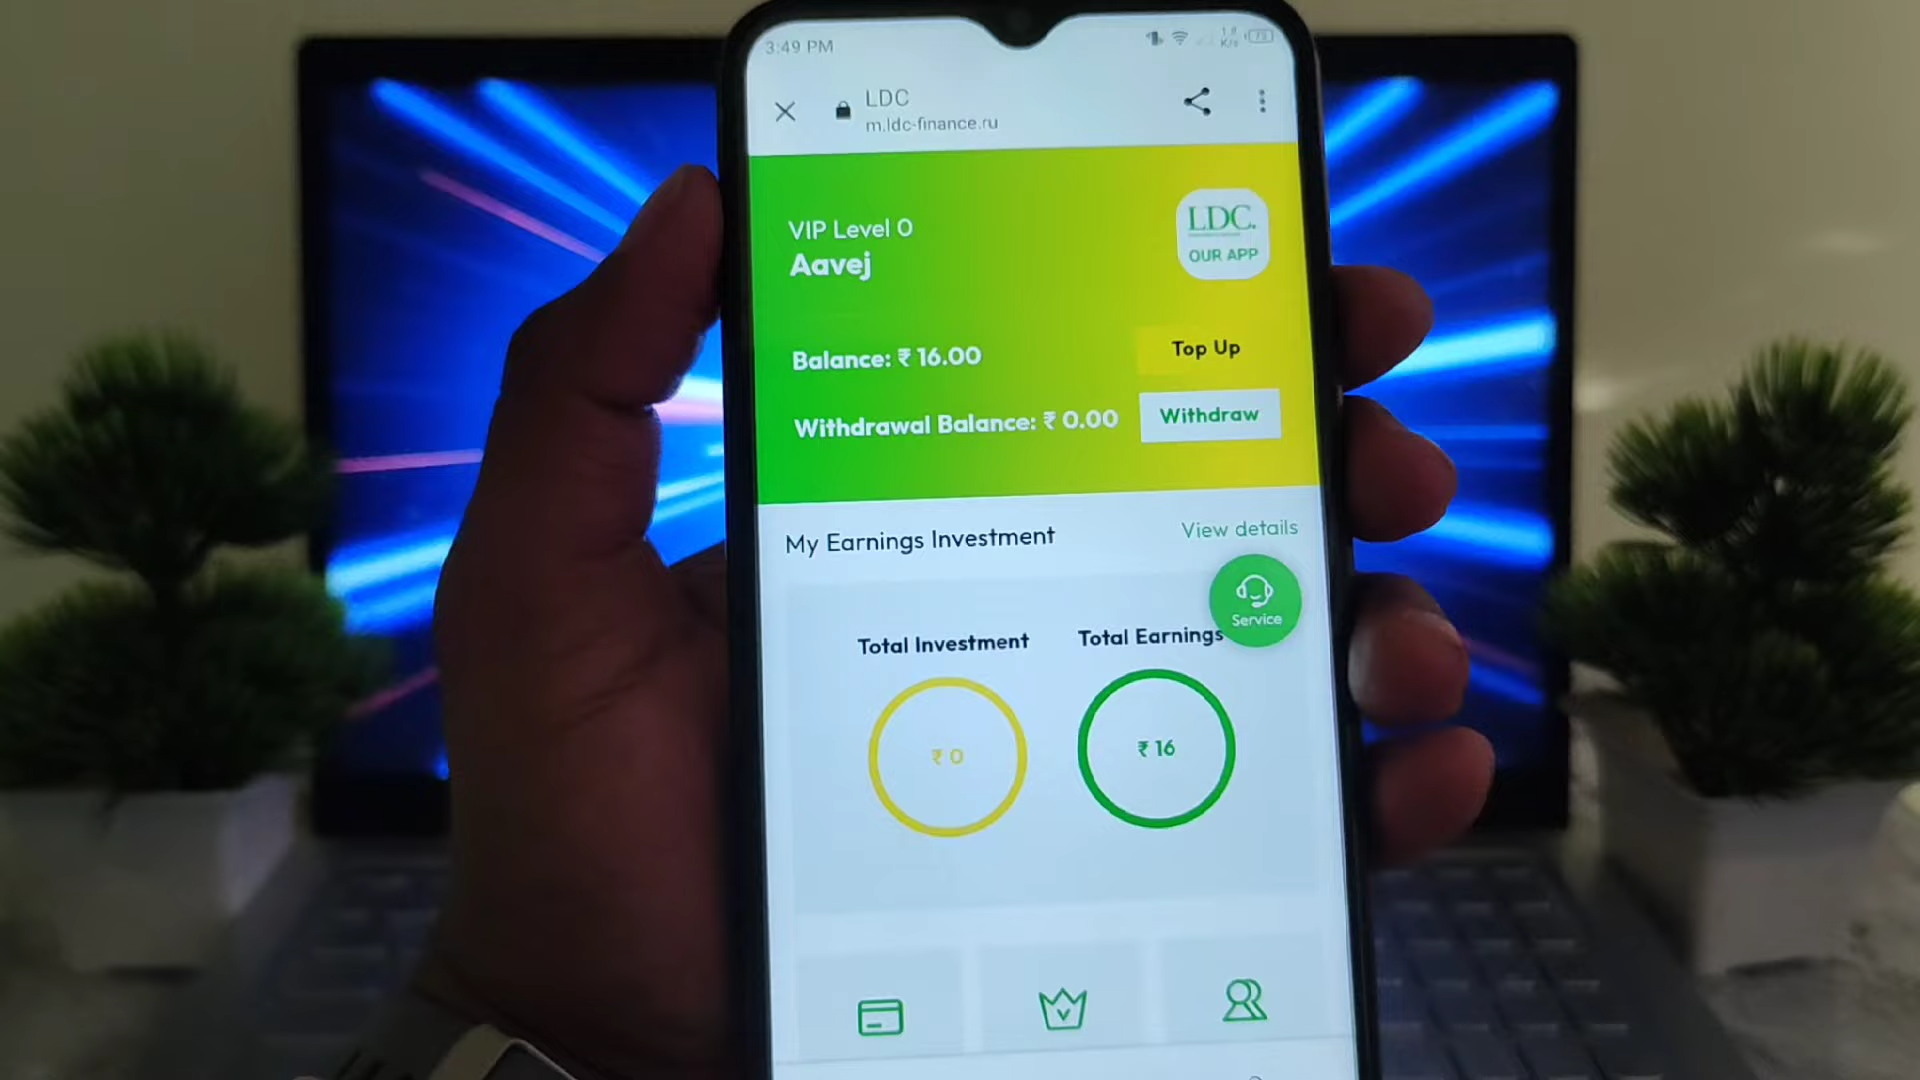 3:49 PM
LDC
m.ldc-finance.ru
VIP Level 0
Aavej
LDC.
OUR APP
Balance: ₹ 16.00
Top Up
Withdrawal Balance: ₹ 0.00
Withdraw
My Earnings Investment
View details
Service
Total Investment
Total Earnings
₹ 0
₹ 16